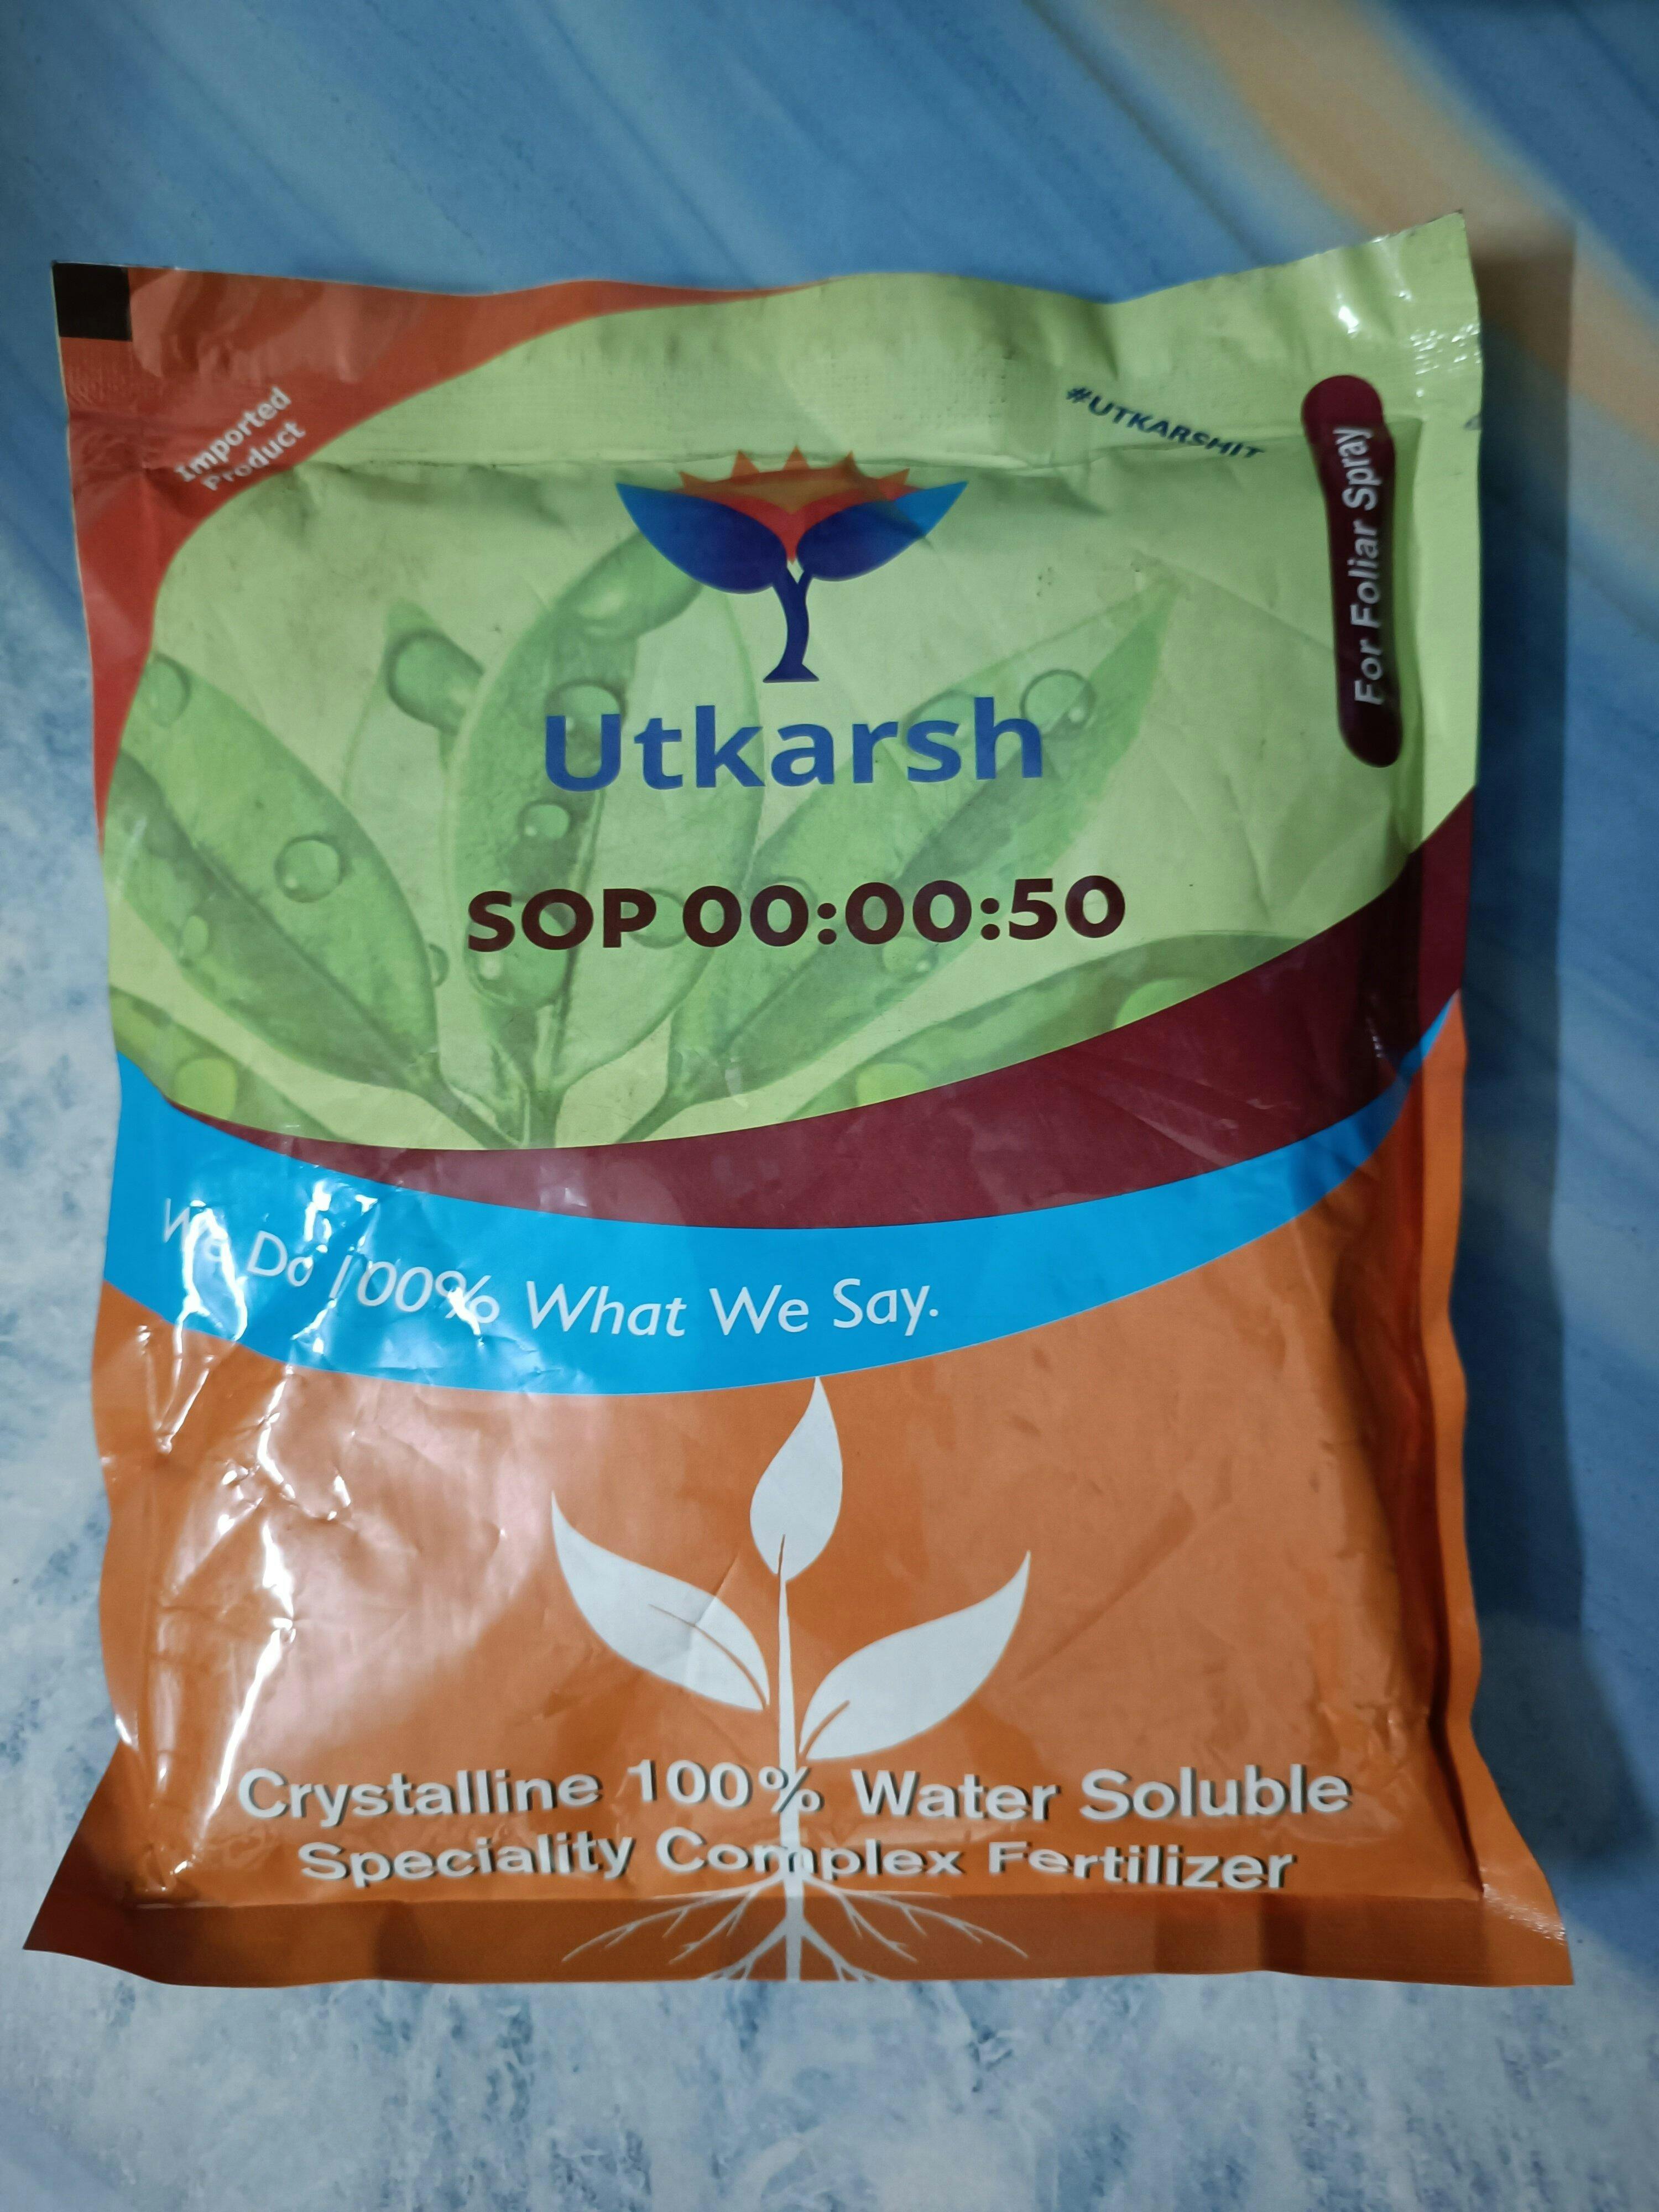 Imported
Product
#UTKARSHIT
For Foliar Spray
Utkarsh
SOP 00:00:50
We Do 100% What We Say.
Crystalline 100% Water Soluble
Speciality Complex Fertilizer